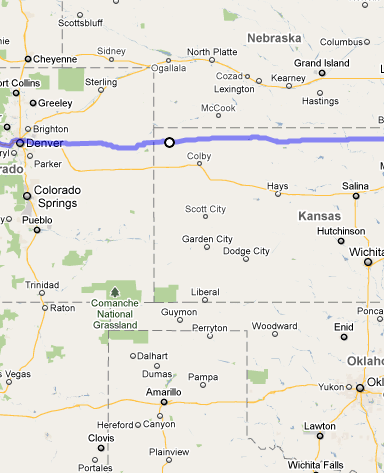 Scottsbluff
Nebraska
Columbus
Cheyenne
Sidney
North Platte
Ogallala
Grand Island
ort Collins
Sterling
Cozad
Kearney
Lexington
Greeley
Hastings
McCook
Brighton
Denver
ryl
Parker
Colby
rado
Colorado
Springs
Hays
Salina
Scott City
Kansas
Pueblo
Garden City
Hutchinson
Dodge City
Wichita
Trinidad
Liberal
Comanche
National
Grassland
Raton
Guymon
Ponca
Perryton
Woodward
Enid
Dalhart
Oklaho
Dumas
Pampa
s Vegas
Yukon
Okl
Amarillo
Hereford
Canyon
Lawton
Clovis
Plainview
Portales
Wichita Falls